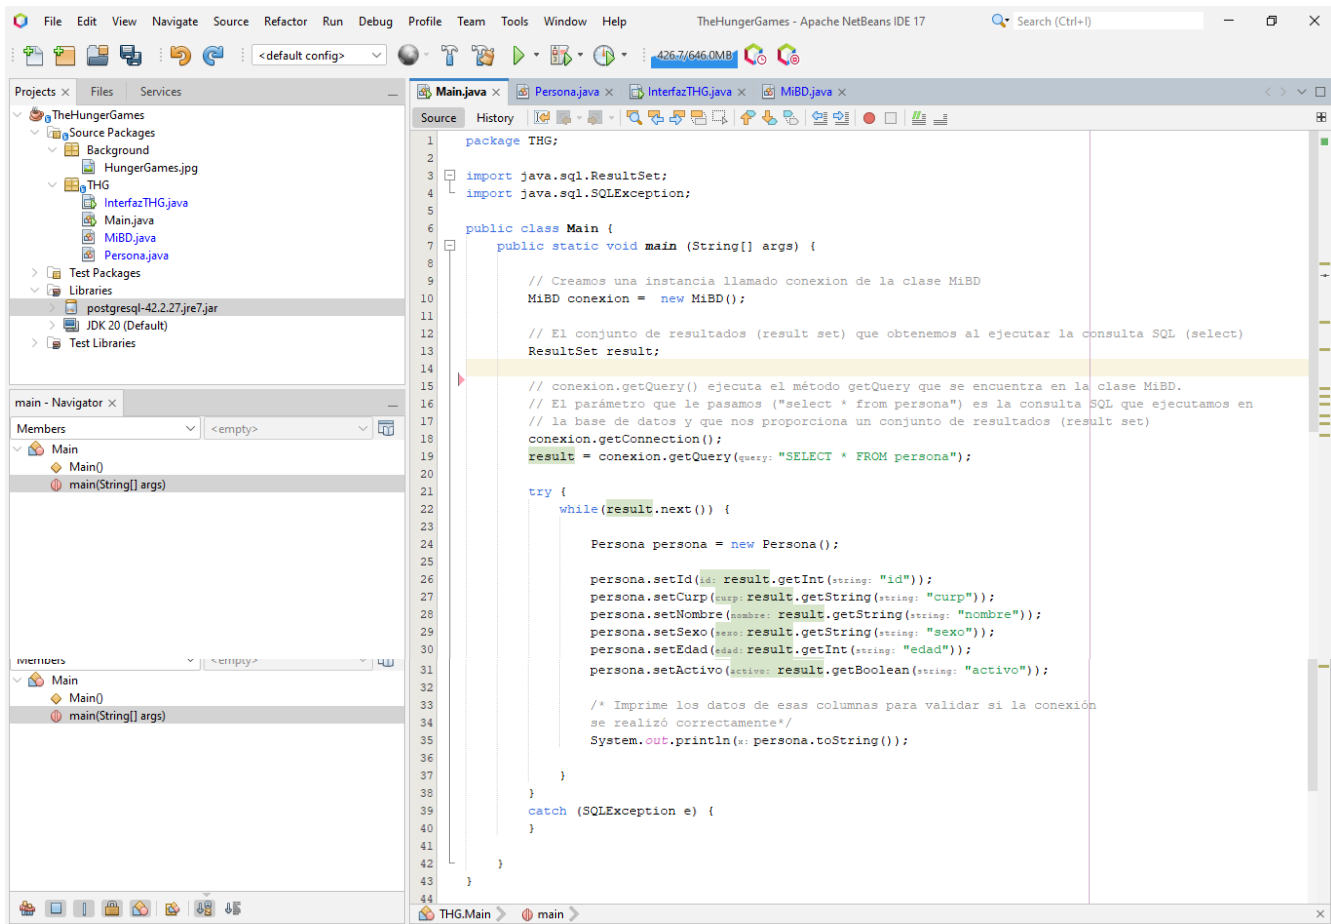 File Edit View Navigate Source Refactor Run Debug Profile Team Tools Window Help TheHungerGames - Apache NetBeans IDE 17 Search (Ctrl+I)
<default config> 426.7/646.0MB
Projects Files Services
TheHungerGames
Source Packages
Background
HungerGames.jpg
THG
InterfazTHG.java
Main.java
MiBD.java
Persona.java
Test Packages
Libraries
postgresql-42.2.27.jre7.jar
JDK 20 (Default)
Test Libraries
main - Navigator
Members <empty>
Main
Main()
main(String[] args)
Members <empty>
Main
Main()
main(String[] args)
Main.java Persona.java InterfazTHG.java MiBD.java
Source History
1 package THG;
2
3 import java.sql.ResultSet;
4 import java.sql.SQLException;
5
6 public class Main {
7 public static void main (String[] args) {
8
9 // Creamos una instancia llamado conexion de la clase MiBD
10 MiBD conexion = new MiBD();
11
12 // El conjunto de resultados (result set) que obtenemos al ejecutar la consulta SQL (select)
13 ResultSet result;
14
15 // conexion.getQuery() ejecuta el método getQuery que se encuentra en la clase MiBD.
16 // El parámetro que le pasamos ("select * from persona") es la consulta SQL que ejecutamos en
17 // la base de datos y que nos proporciona un conjunto de resultados (result set)
18 conexion.getConnection();
19 result = conexion.getQuery(query: "SELECT * FROM persona");
20
21 try {
22 while(result.next()) {
23
24 Persona persona = new Persona();
25
26 persona.setId(id: result.getInt(string: "id"));
27 persona.setCurp(curp: result.getString(string: "curp"));
28 persona.setNombre(nombre: result.getString(string: "nombre"));
29 persona.setSexo(sexo: result.getString(string: "sexo"));
30 persona.setEdad(edad: result.getInt(string: "edad"));
31 persona.setActivo(activo: result.getBoolean(string: "activo"));
32
33 /* Imprime los datos de esas columnas para validar si la conexión
34 se realizó correctamente*/
35 System.out.println(x: persona.toString());
36
37 }
38 }
39 catch (SQLException e) {
40 }
41
42 }
43 }
44
THG.Main main